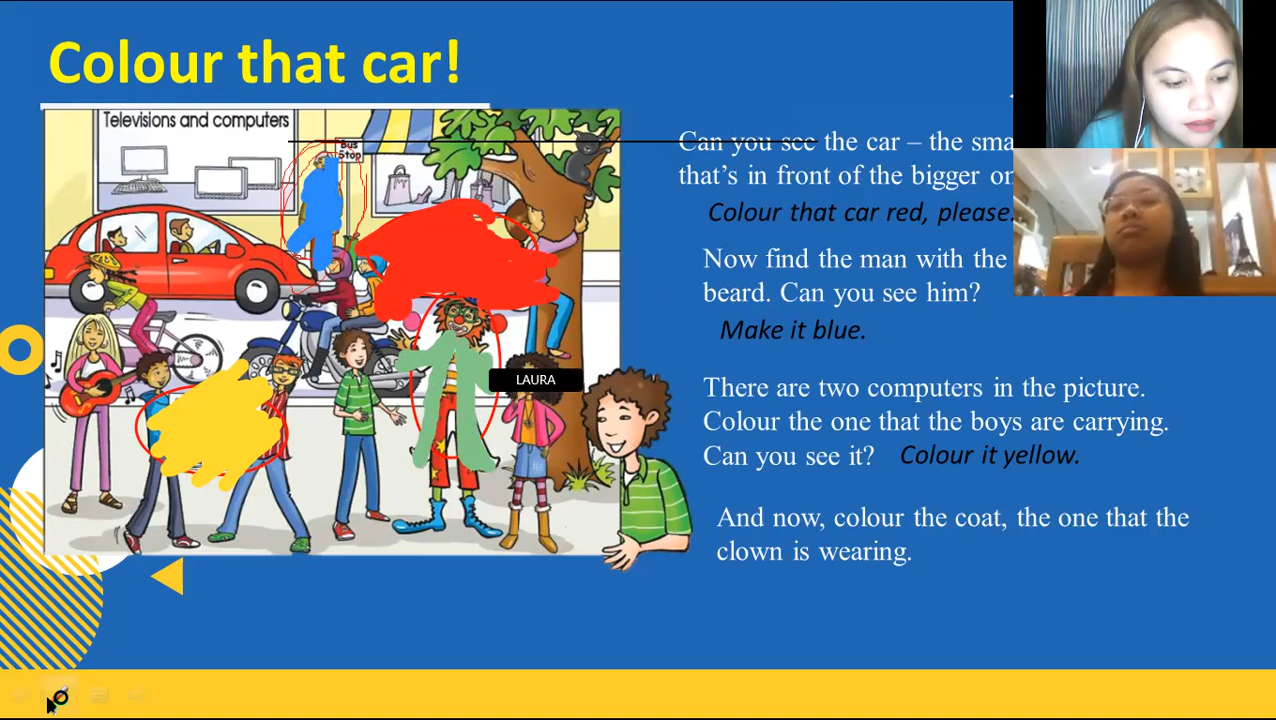 Colour that car!
Televisions and computers
Bus
Stop
Can you see the car – the
that's in front of the bigger
Colour that car red, please.
Now find the man with the
beard. Can you see him?
Make it blue.
LAURA
There are two computers in the picture.
Colour the one that the boys are carrying.
Can you see it? Colour it yellow.
And now, colour the coat, the one that the
clown is wearing.